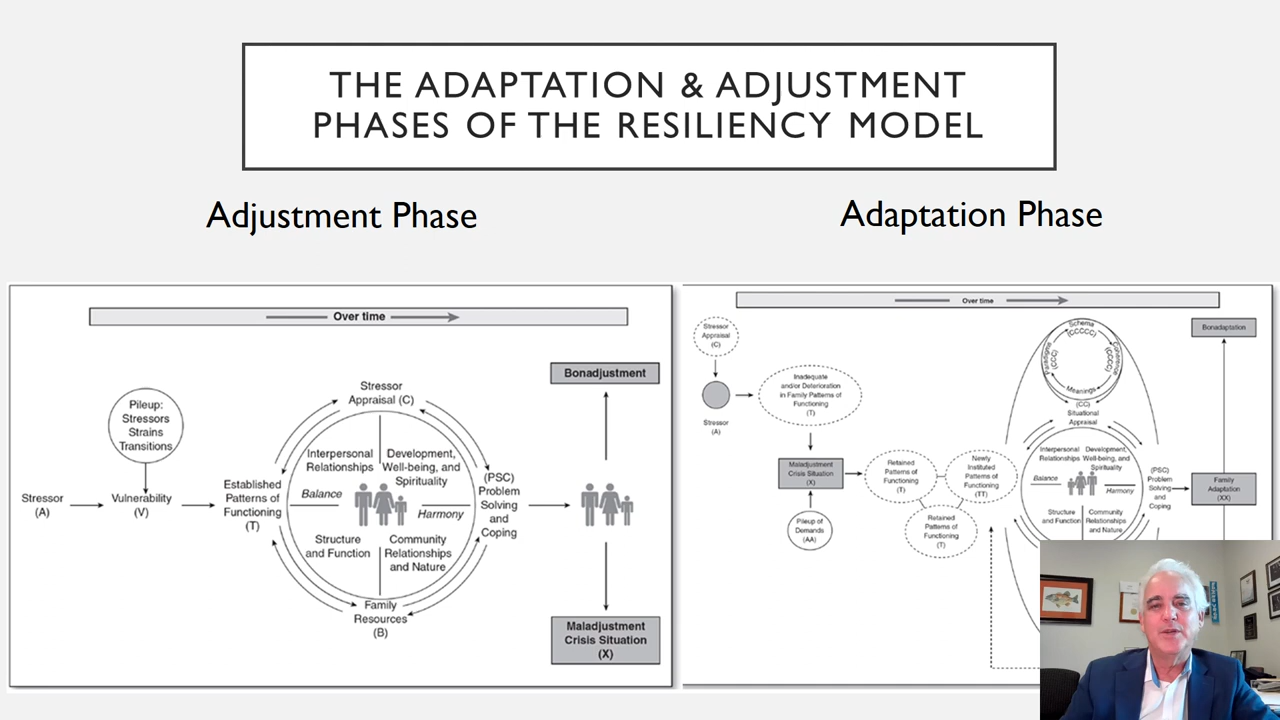 THE ADAPTATION & ADJUSTMENT
PHASES OF THE RESILIENCY MODEL
Adjustment Phase
Over time
Pileup:
Stressors
Strains
Transitions
Stressor
(A)
Vulnerability
(V)
Established
Patterns of
Functioning
(T)
Stressor
Appraisal (C)
Interpersonal
Relationships
Development,
Well-being, and
Spirituality
Balance
Harmony
Structure
and Function
Community
Relationships
and Nature
Family
Resources
(B)
(PSC)
Problem
Solving
and
Coping
Bonadjustment
Maladjustment
Crisis Situation
(X)
Adaptation Phase
Over time
Stressor
Appraisal
(C)
Stressor
(A)
Inadequate
and/or Deterioration
in Family Patterns of
Functioning
(T)
Maladjustment
Crisis Situation
(X)
Pileup of
Demands
(AA)
Retained
Patterns of
Functioning
(T)
Newly
Instituted
Patterns of
Functioning
(TT)
Retained
Patterns of
Functioning
(T)
Schema
(CCCCC)
Paradigms
(CCC)
Coherence
(CCCC)
Meanings
(CC)
Situational
Appraisal
Interpersonal
Relationships
Development,
Well-being, and
Spirituality
Balance
Harmony
Structure
and Function
Community
Relationships
and Nature
(PSC)
Problem
Solving
and
Coping
Bonadaptation
Family
Adaptation
(XX)